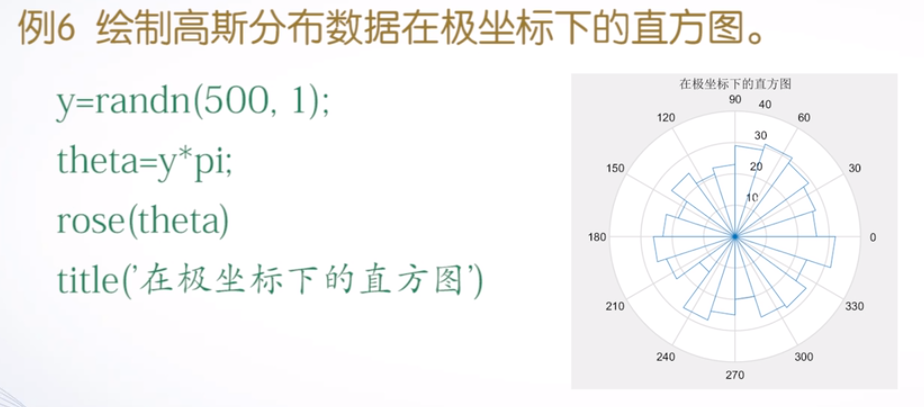 例6 绘制高斯分布数据在极坐标下的直方图。
y=randn(500, 1);
theta=y*pi;
rose(theta)
title('在极坐标下的直方图')
在极坐标下的直方图
90
40
120
60
30
150
20
30
10
180
0
210
330
240
300
270